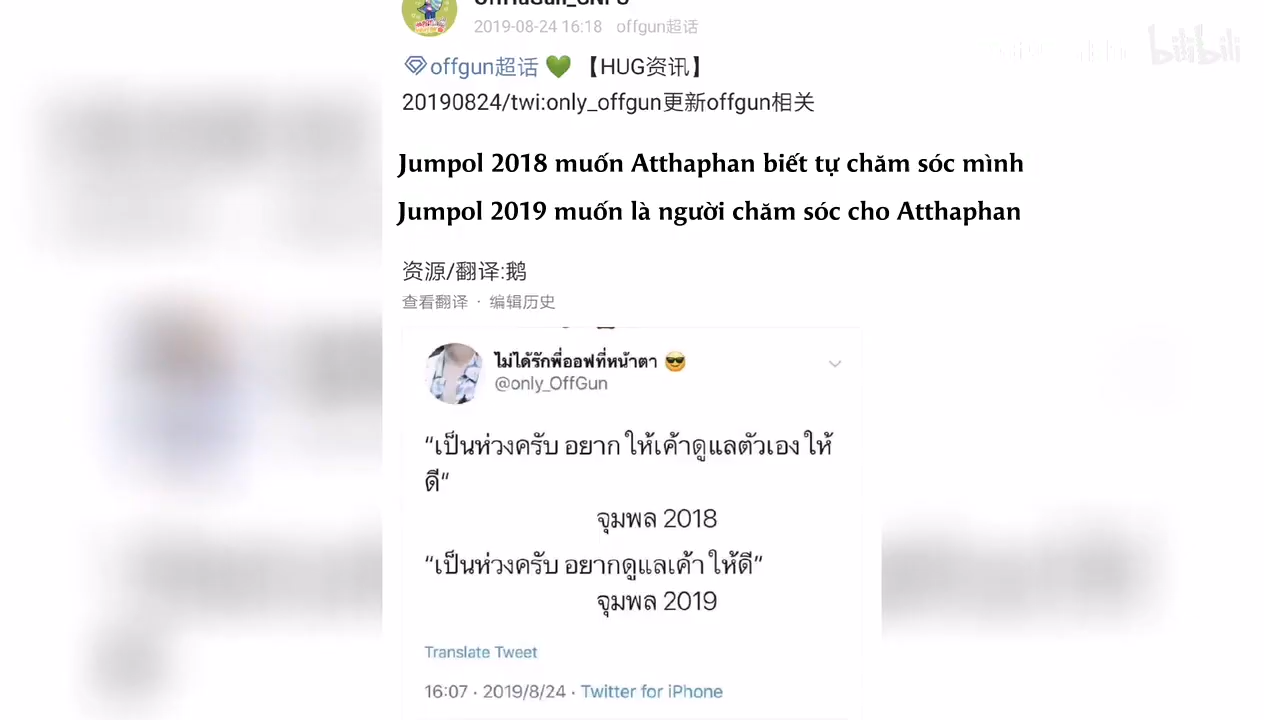 2019-08-24 16:18 offgun超话
bilibili
offgun超话 💚 【HUG资讯】
20190824/twi:only_offgun更新offgun相关
Jumpol 2018 muốn Atthaphan biết tự chăm sóc mình
Jumpol 2019 muốn là người chăm sóc cho Atthaphan
资源/翻译:鹅
查看翻译 · 编辑历史
ไม่ได้รักพี่ออฟที่หน้าตา 😎
@only_OffGun
“เป็นห่วงครับ อยาก ให้เค้าดูแลตัวเอง ให้
ดี“
จุมพล 2018
“เป็นห่วงครับ อยากดูแลเค้า ให้ดี”
จุมพล 2019
Translate Tweet
16:07 · 2019/8/24 · Twitter for iPhone